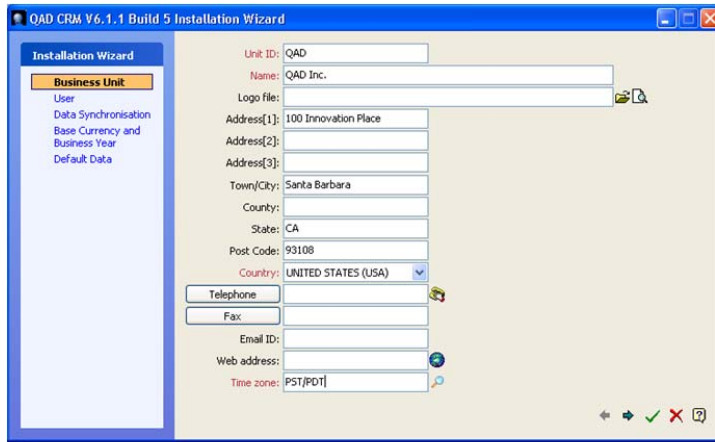 QAD CRM V6.1.1 Build 5 Installation Wizard
Installation Wizard
Business Unit
User
Data Synchronisation
Base Currency and
Business Year
Default Data
Unit ID: QAD
Name: QAD Inc.
Logo file:
Address[1]: 100 Innovation Place
Address[2]:
Address[3]:
Town/City: Santa Barbara
County:
State: CA
Post Code: 93108
Country: UNITED STATES (USA)
Telephone
Fax
Email ID:
Web address:
Time zone: PST/PDT